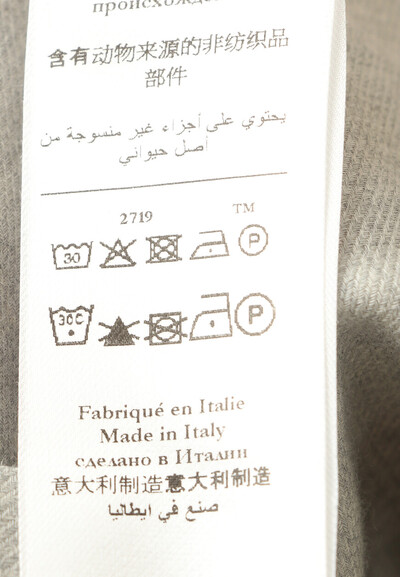 含有动物来源的非纺织品
部件
يحتوي على أجزاء غير منسوجة من
أصل حيواني
2719 TM
30 P
30C P
Fabriqué en Italie
Made in Italy
сделано в Италии
意大利制造意大利制造
صنع في ايطاليا